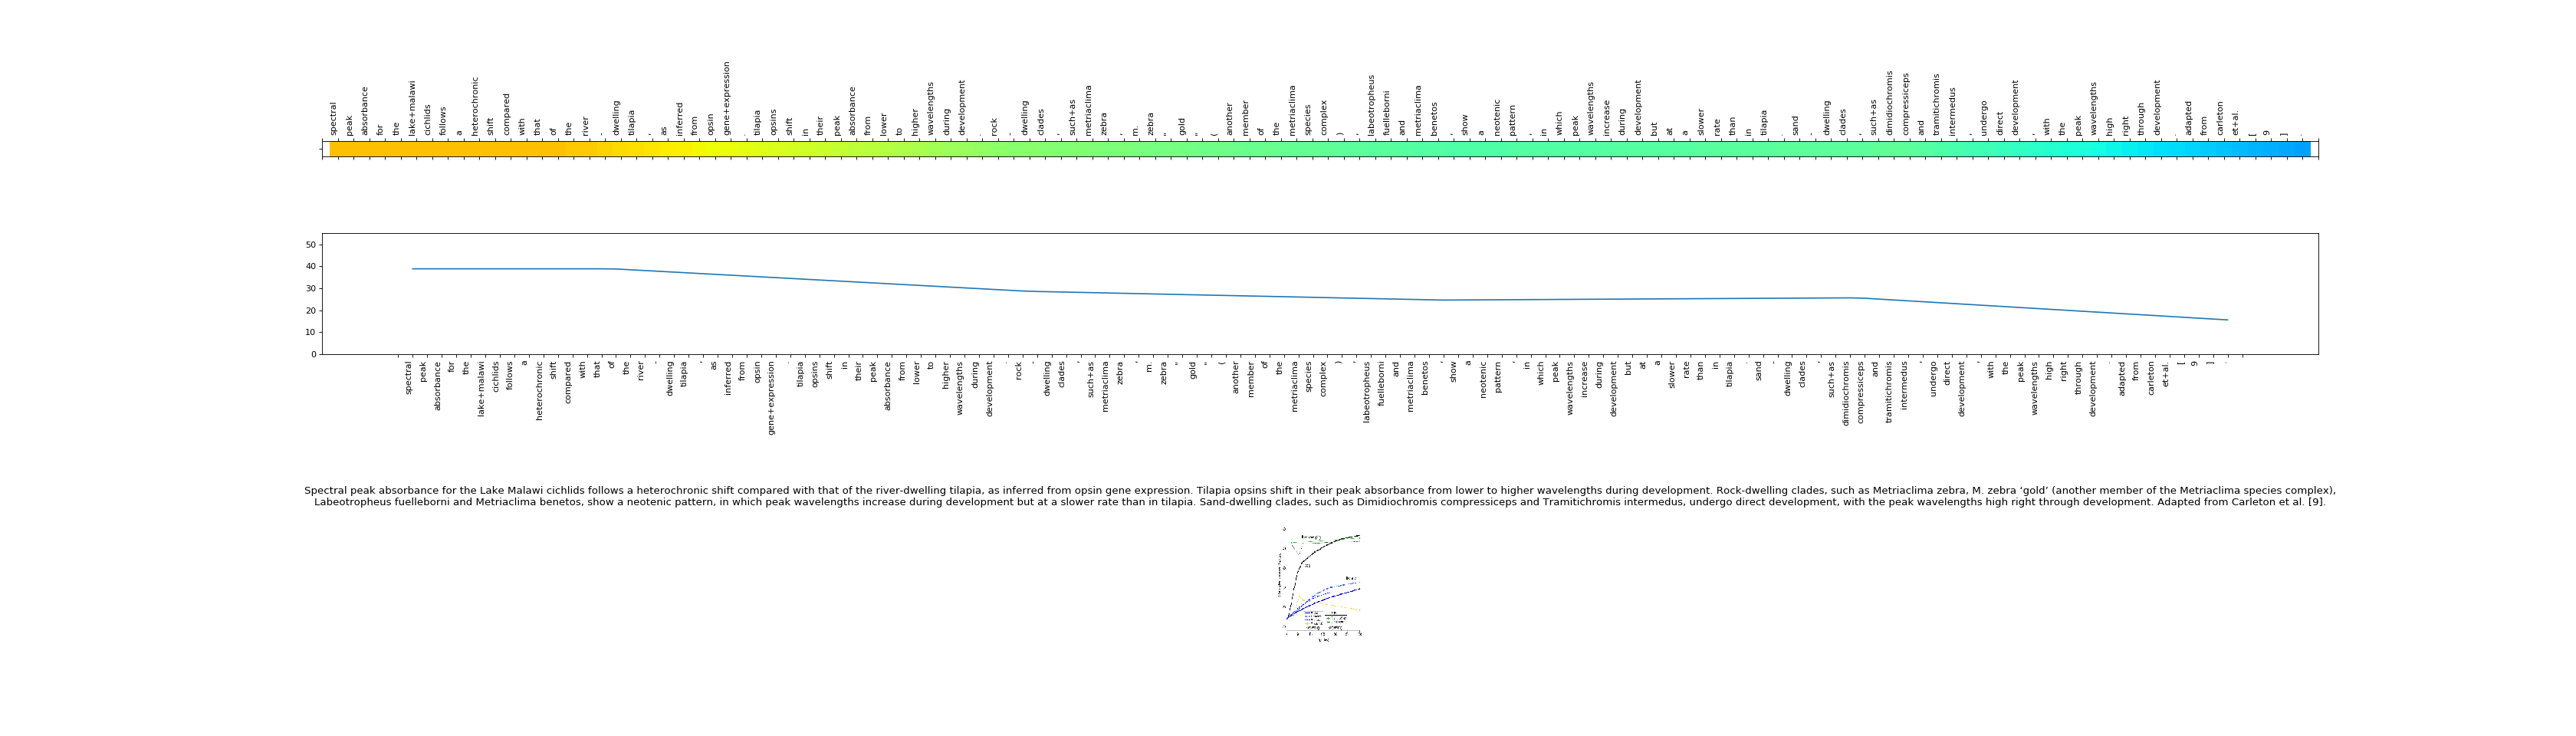 spectral peak absorbance for the lake+malawi cichlids follows a heterochronic shift compared with that of the river - dwelling tilapia , as inferred from opsin gene+expression . tilapia opsins shift in their peak absorbance from lower to higher wavelengths during development . rock - dwelling clades , such+as metriaclima zebra , m. zebra “ gold ” ( another member of the metriaclima species complex ) , labeotropheus fuelleborni and metriaclima benetos , show a neotenic pattern , in which peak wavelengths increase during development but at a slower rate than in tilapia . sand - dwelling clades , such+as dimidiochromis compressiceps and tramitichromis intermedus , undergo direct development , with the peak wavelengths high right through development . adapted from carleton et+al. [ 9 ] .
50
40
30
20
10
0
spectral peak absorbance for the lake+malawi cichlids follows a heterochronic shift compared with that of the river - dwelling tilapia , as inferred from opsin gene+expression . tilapia opsins shift in their peak absorbance from lower to higher wavelengths during development . rock - dwelling clades , such+as metriaclima zebra , m. zebra “ gold ” ( another member of the metriaclima species complex ) , labeotropheus fuelleborni and metriaclima benetos , show a neotenic pattern , in which peak wavelengths increase during development but at a slower rate than in tilapia . sand - dwelling clades , such+as dimidiochromis compressiceps and tramitichromis intermedus , undergo direct development , with the peak wavelengths high right through development . adapted from carleton et+al. [ 9 ] .
Spectral peak absorbance for the Lake Malawi cichlids follows a heterochronic shift compared with that of the river-dwelling tilapia, as inferred from opsin gene expression. Tilapia opsins shift in their peak absorbance from lower to higher wavelengths during development. Rock-dwelling clades, such as Metriaclima zebra, M. zebra ‘gold’ (another member of the Metriaclima species complex),
Labeotropheus fuelleborni and Metriaclima benetos, show a neotenic pattern, in which peak wavelengths increase during development but at a slower rate than in tilapia. Sand-dwelling clades, such as Dimidiochromis compressiceps and Tramitichromis intermedus, undergo direct development, with the peak wavelengths high right through development. Adapted from Carleton et al. [9].